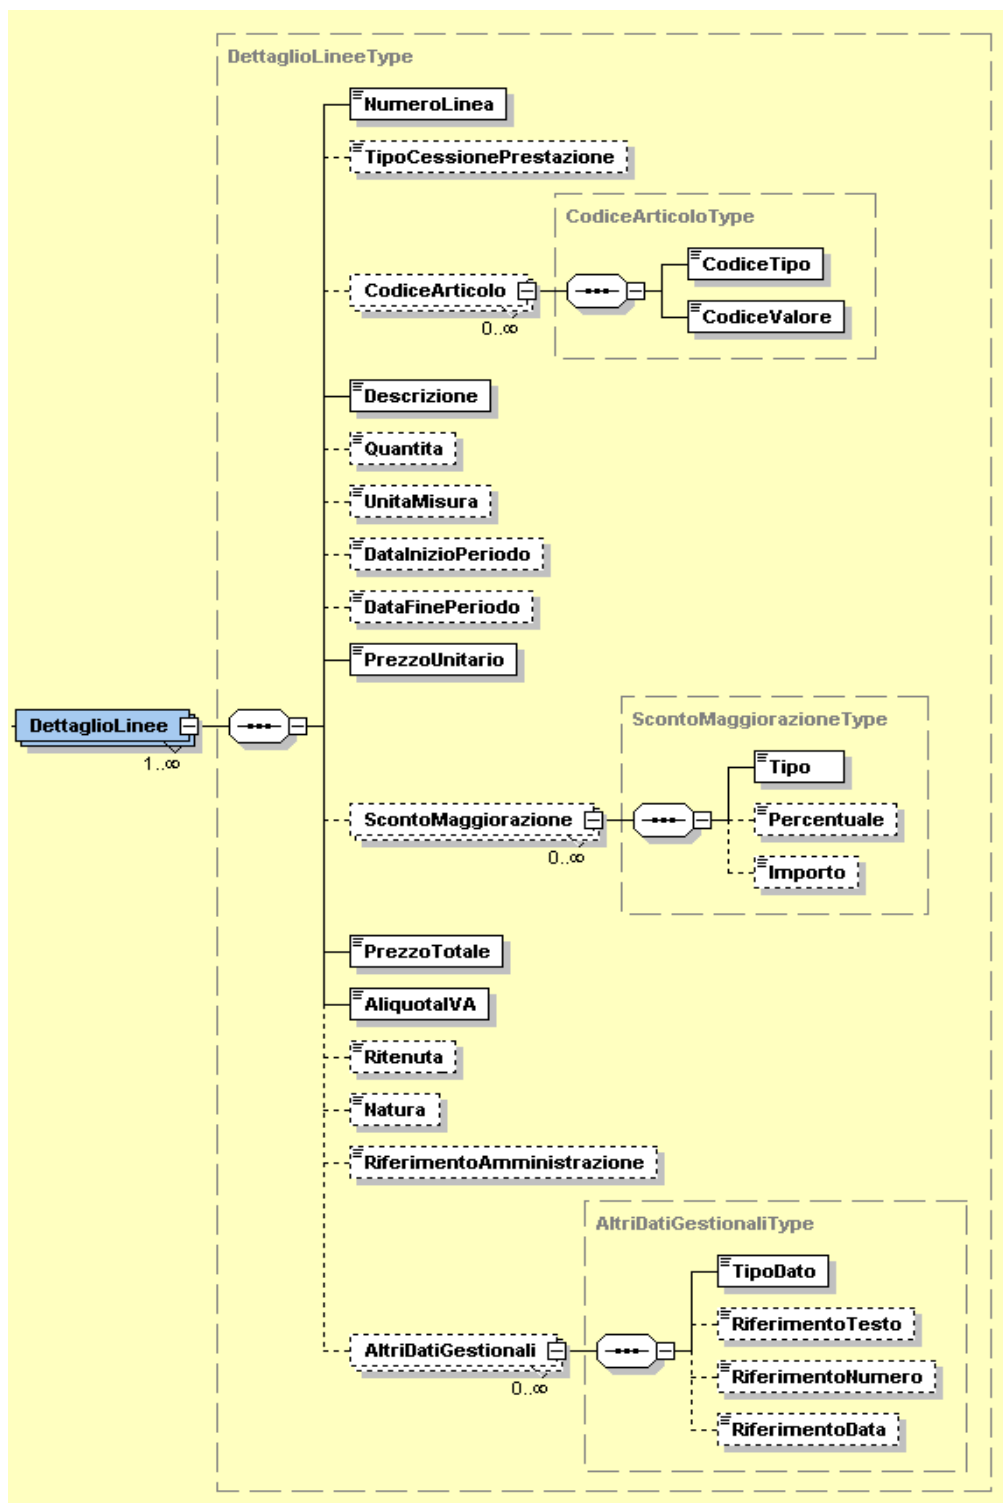 DettaglioLineeType
NumeroLinea
TipoCessionePrestazione
CodiceArticoloType
CodiceTipo
CodiceArticolo
CodiceValore
0..∞
Descrizione
Quantita
UnitaMisura
DataInizioPeriodo
DataFinePeriodo
PrezzoUnitario
DettaglioLinee
1..∞
ScontoMaggiorazioneType
Tipo
ScontoMaggiorazione
Percentuale
0..∞
Importo
PrezzoTotale
AliquotaIVA
Ritenuta
Natura
RiferimentoAmministrazione
AltriDatiGestionaliType
TipoDato
RiferimentoTesto
AltriDatiGestionali
0..∞
RiferimentoNumero
RiferimentoData